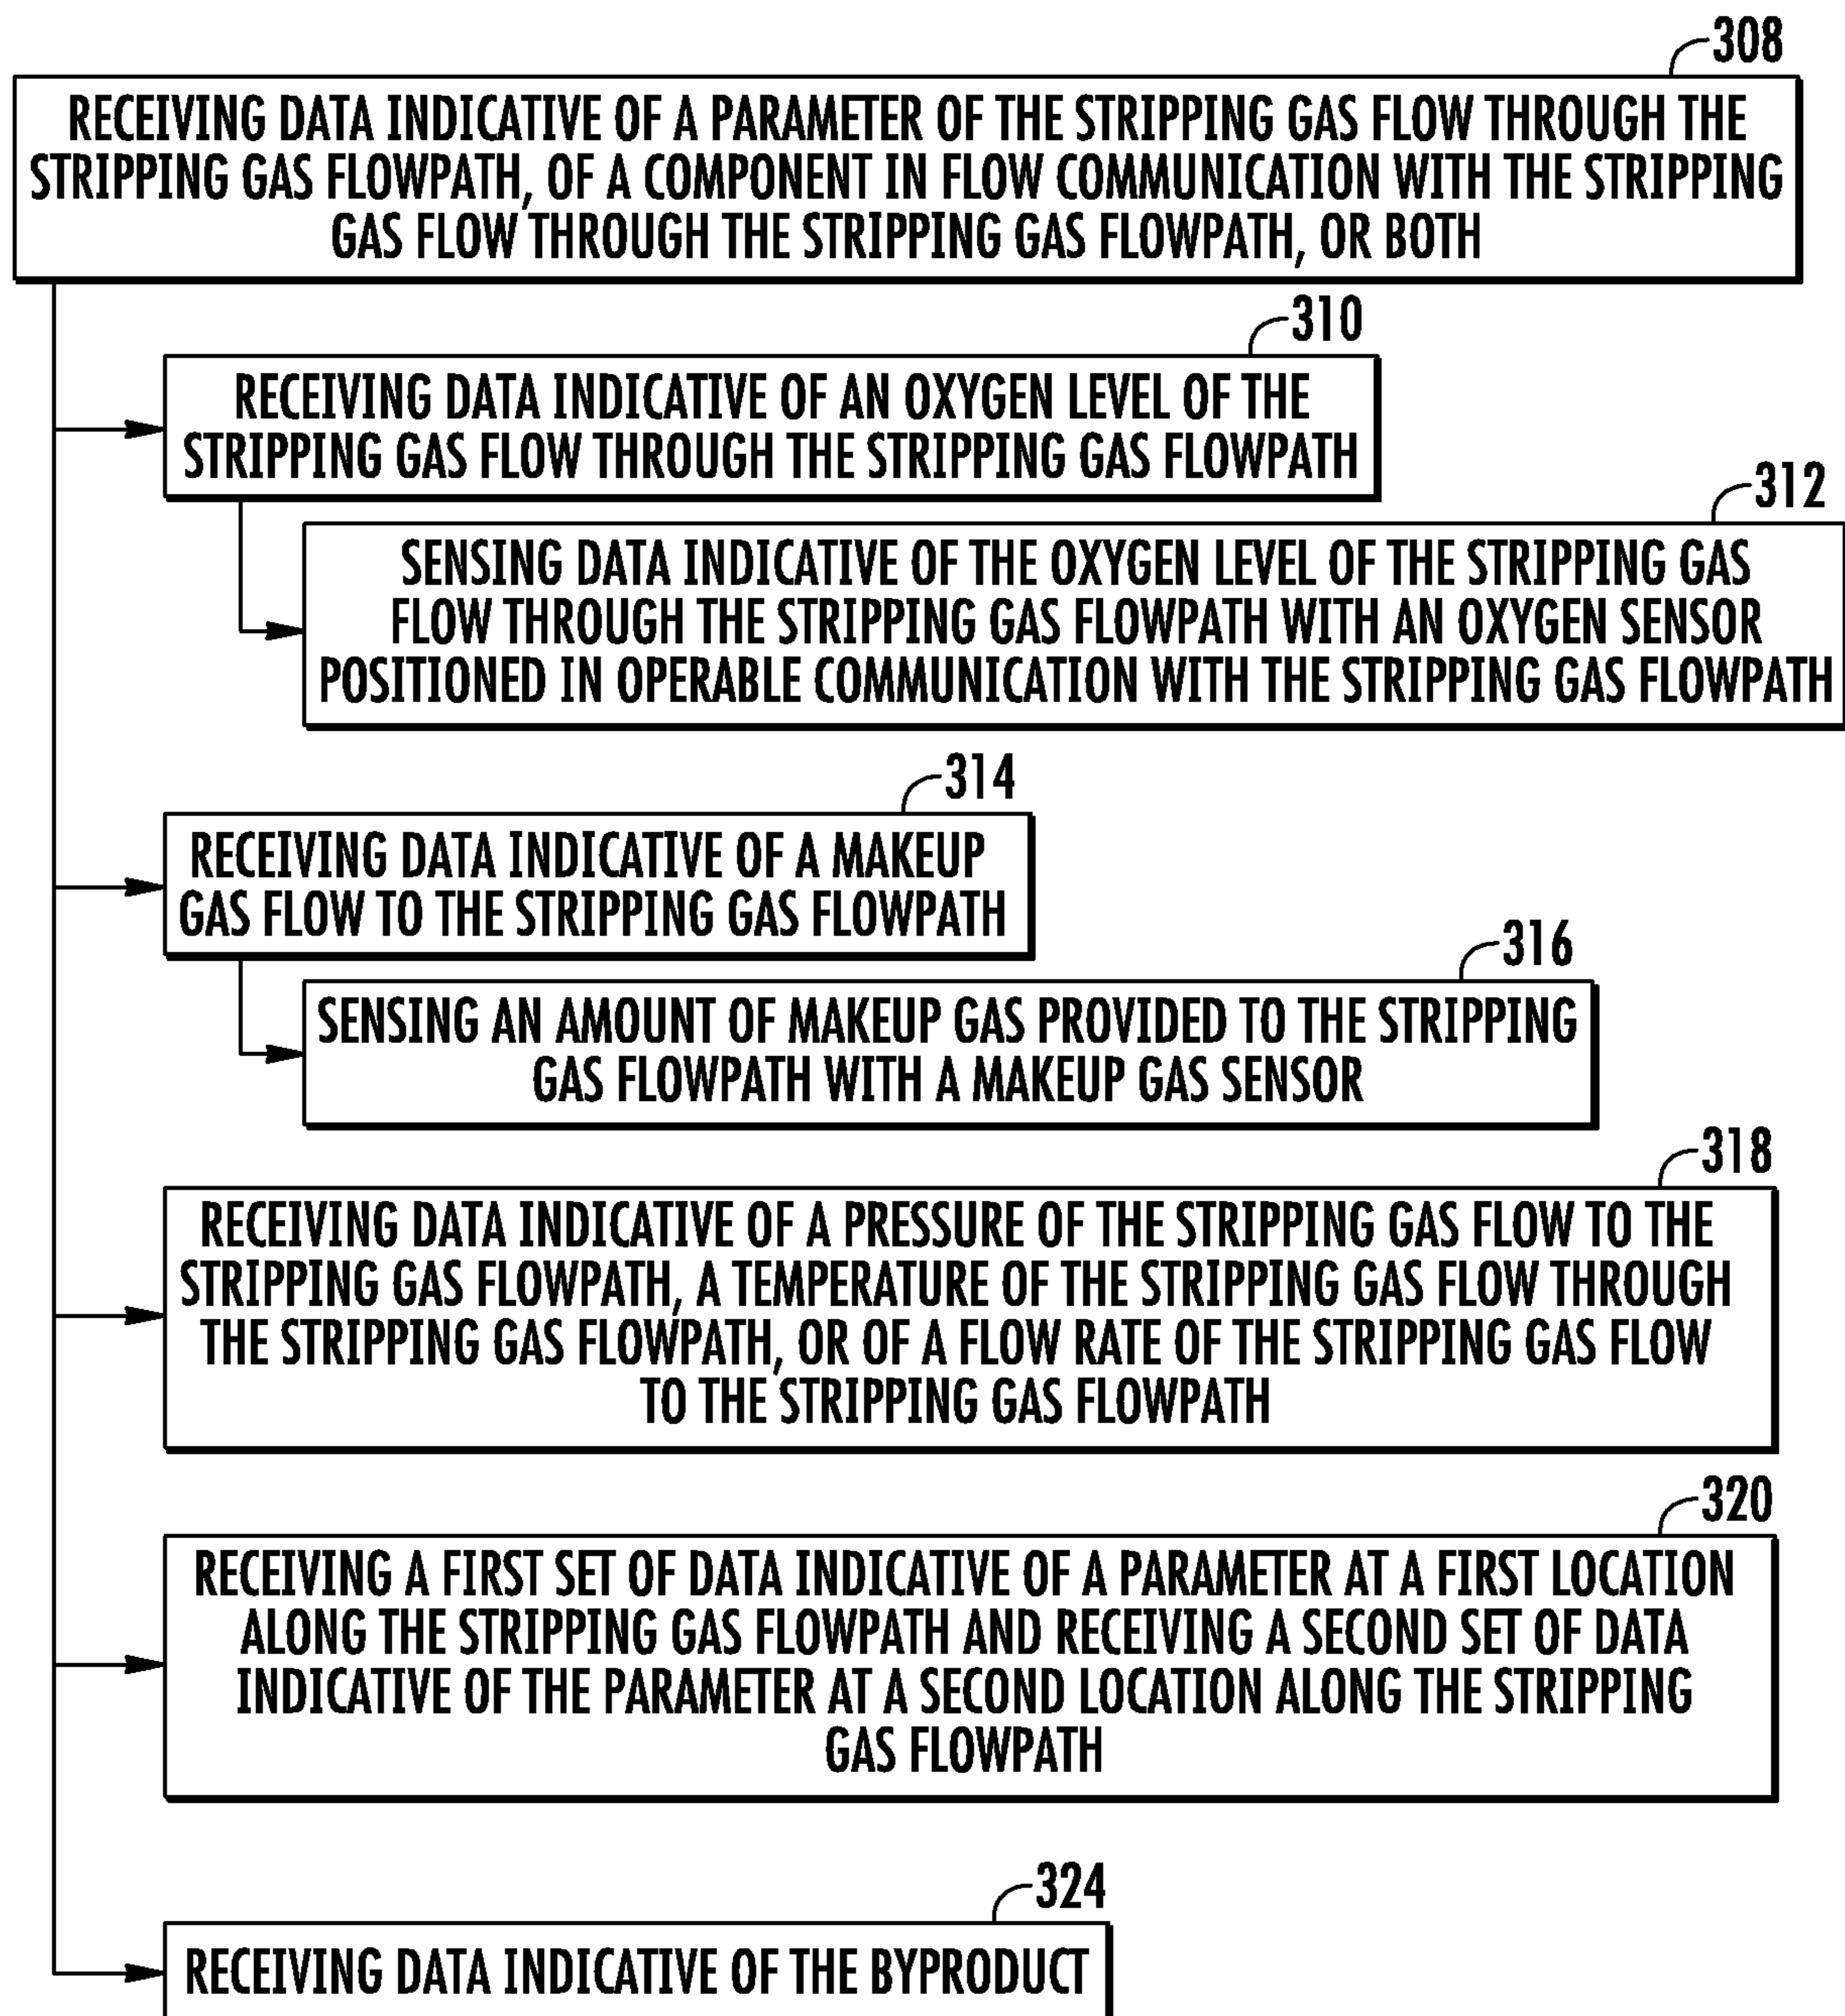 308
RECEIVING DATA INDICATIVE OF A PARAMETER OF THE STRIPPING GAS FLOW THROUGH THE
STRIPPING GAS FLOWPATH, OF A COMPONENT IN FLOW COMMUNICATION WITH THE STRIPPING
GAS FLOW THROUGH THE STRIPPING GAS FLOWPATH, OR BOTH
310
RECEIVING DATA INDICATIVE OF AN OXYGEN LEVEL OF THE
STRIPPING GAS FLOW THROUGH THE STRIPPING GAS FLOWPATH
312
SENSING DATA INDICATIVE OF THE OXYGEN LEVEL OF THE STRIPPING GAS
FLOW THROUGH THE STRIPPING GAS FLOWPATH WITH AN OXYGEN SENSOR
POSITIONED IN OPERABLE COMMUNICATION WITH THE STRIPPING GAS FLOWPATH
314
RECEIVING DATA INDICATIVE OF A MAKEUP
GAS FLOW TO THE STRIPPING GAS FLOWPATH
316
SENSING AN AMOUNT OF MAKEUP GAS PROVIDED TO THE STRIPPING
GAS FLOWPATH WITH A MAKEUP GAS SENSOR
318
RECEIVING DATA INDICATIVE OF A PRESSURE OF THE STRIPPING GAS FLOW TO THE
STRIPPING GAS FLOWPATH, A TEMPERATURE OF THE STRIPPING GAS FLOW THROUGH
THE STRIPPING GAS FLOWPATH, OR OF A FLOW RATE OF THE STRIPPING GAS FLOW
TO THE STRIPPING GAS FLOWPATH
320
RECEIVING A FIRST SET OF DATA INDICATIVE OF A PARAMETER AT A FIRST LOCATION
ALONG THE STRIPPING GAS FLOWPATH AND RECEIVING A SECOND SET OF DATA
INDICATIVE OF THE PARAMETER AT A SECOND LOCATION ALONG THE STRIPPING
GAS FLOWPATH
324
RECEIVING DATA INDICATIVE OF THE BYPRODUCT